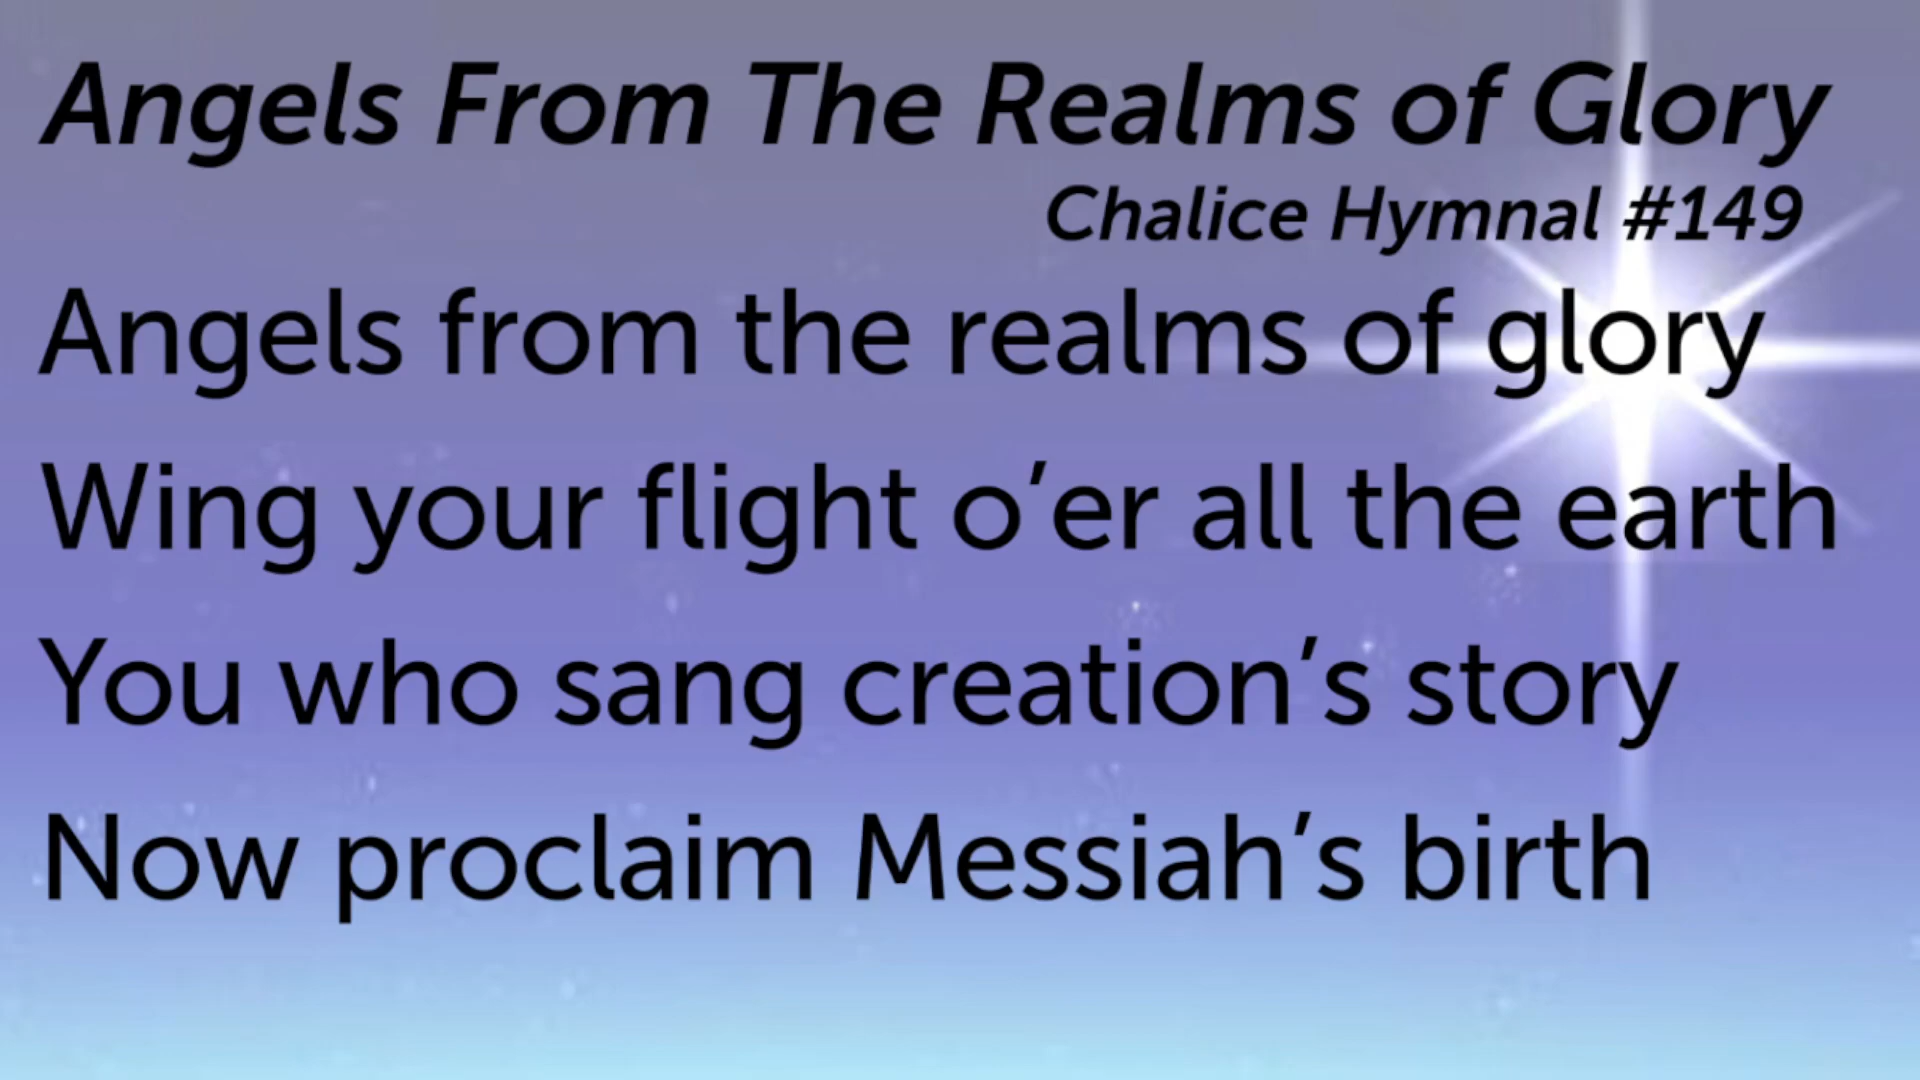 Angels From The Realms of Glory
Chalice Hymnal #149
Angels from the realms of glory
Wing your flight o’er all the earth
You who sang creation’s story
Now proclaim Messiah’s birth